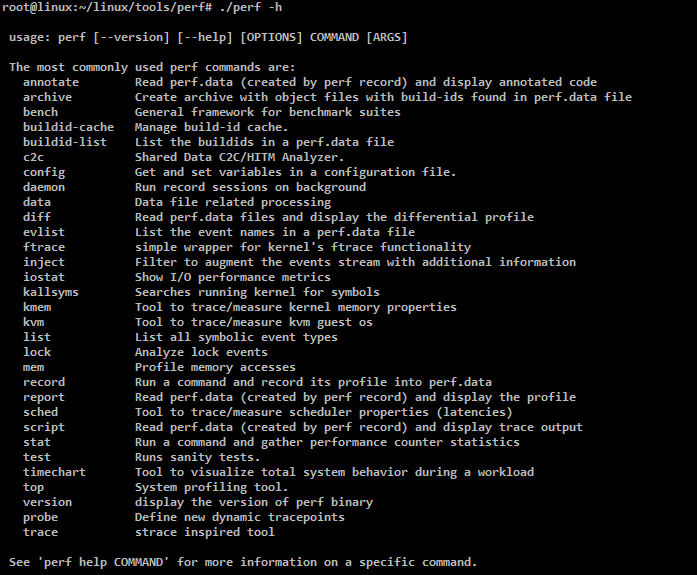 root@linux:~/linux/tools/perf# ./perf -h

 usage: perf [--version] [--help] [OPTIONS] COMMAND [ARGS]

 The most commonly used perf commands are:
   annotate        Read perf.data (created by perf record) and display annotated code
   archive         Create archive with object files with build-ids found in perf.data file
   bench           General framework for benchmark suites
   buildid-cache   Manage build-id cache.
   buildid-list    List the buildids in a perf.data file
   c2c             Shared Data C2C/HITM Analyzer.
   config          Get and set variables in a configuration file.
   daemon          Run record sessions on background
   data            Data file related processing
   diff            Read perf.data files and display the differential profile
   evlist          List the event names in a perf.data file
   ftrace          simple wrapper for kernel's ftrace functionality
   inject          Filter to augment the events stream with additional information
   iostat          Show I/O performance metrics
   kallsyms        Searches running kernel for symbols
   kmem            Tool to trace/measure kernel memory properties
   kvm             Tool to trace/measure kvm guest os
   list            List all symbolic event types
   lock            Analyze lock events
   mem             Profile memory accesses
   record          Run a command and record its profile into perf.data
   report          Read perf.data (created by perf record) and display the profile
   sched           Tool to trace/measure scheduler properties (latencies)
   script          Read perf.data (created by perf record) and display trace output
   stat            Run a command and gather performance counter statistics
   test            Runs sanity tests.
   timechart       Tool to visualize total system behavior during a workload
   top             System profiling tool.
   version         display the version of perf binary
   probe           Define new dynamic tracepoints
   trace           strace inspired tool

 See 'perf help COMMAND' for more information on a specific command.